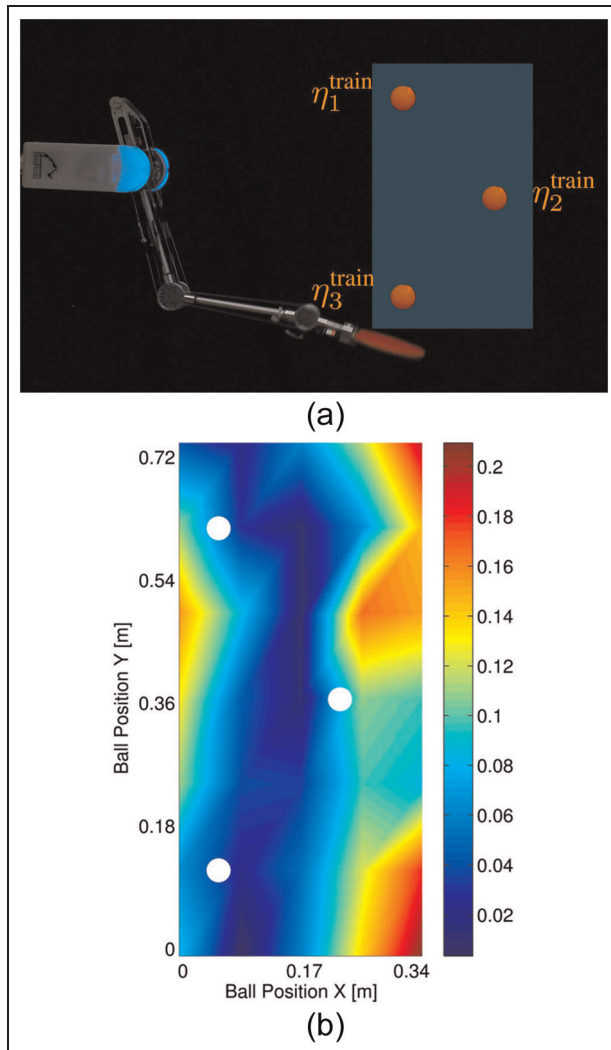 η₁ᵗʳᵃⁱⁿ
η₂ᵗʳᵃⁱⁿ
η₃ᵗʳᵃⁱⁿ
(a)
0.72
0.54
0.36
0.18
0
Ball Position Y [m]
0 0.17 0.34
Ball Position X [m]
0.2
0.18
0.16
0.14
0.12
0.1
0.08
0.06
0.04
0.02
(b)